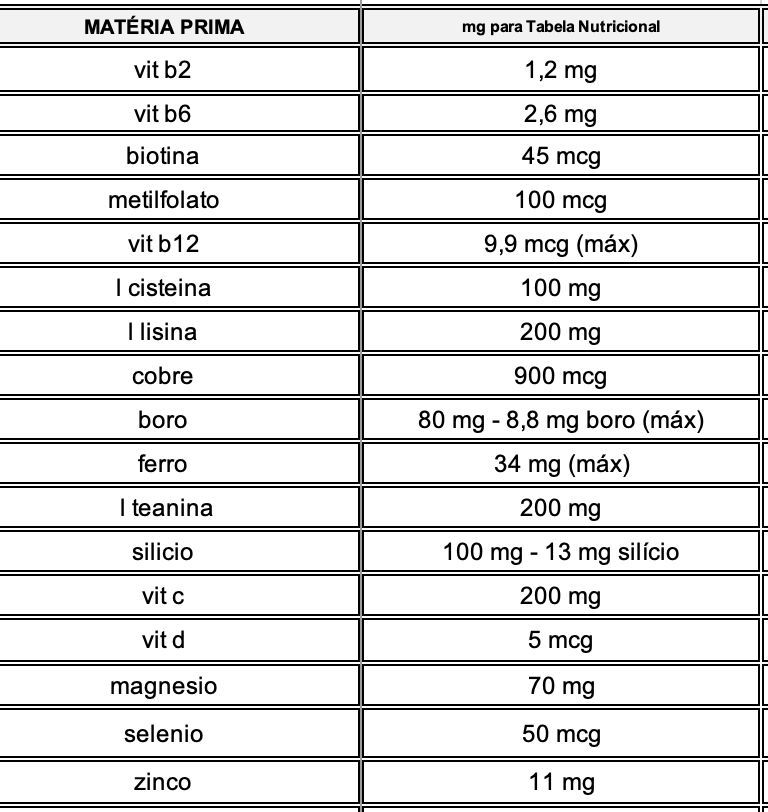 MATÉRIA PRIMA mg para Tabela Nutricional
vit b2 1,2 mg
vit b6 2,6 mg
biotina 45 mcg
metilfolato 100 mcg
vit b12 9,9 mcg (máx)
l cisteina 100 mg
l lisina 200 mg
cobre 900 mcg
boro 80 mg - 8,8 mg boro (máx)
ferro 34 mg (máx)
l teanina 200 mg
silicio 100 mg - 13 mg silício
vit c 200 mg
vit d 5 mcg
magnesio 70 mg
selenio 50 mcg
zinco 11 mg